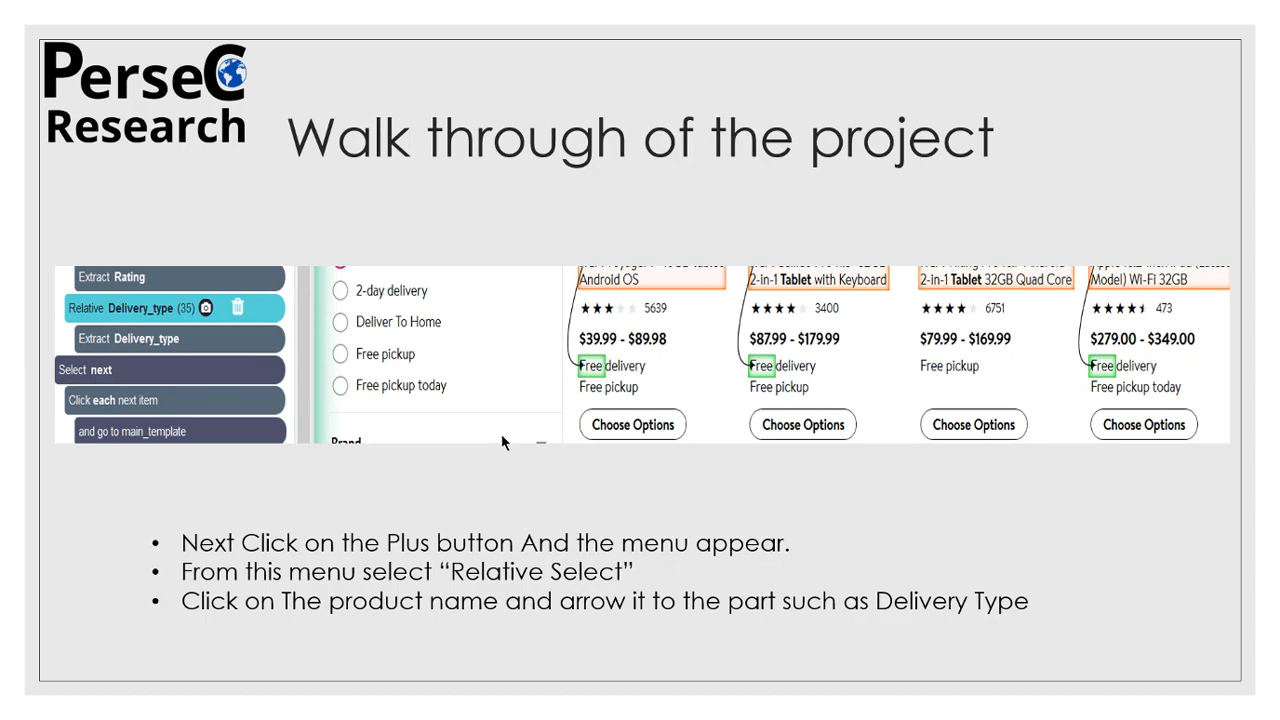 PerseC
Research
Walk through of the project
Extract Rating
Relative Delivery_type (35)
Extract Delivery_type
Select next
Click each next item
and go to main_template
2-day delivery
Deliver To Home
Free pickup
Free pickup today
Brand
Android OS
5639
$39.99 - $89.98
Free delivery
Free pickup
Choose Options
2-in-1 Tablet with Keyboard
3400
$87.99 - $179.99
Free delivery
Free pickup
Choose Options
2-in-1 Tablet 32GB Quad Core
6751
$79.99 - $169.99
Free pickup
Choose Options
Model) Wi-Fi 32GB
473
$279.00 - $349.00
Free delivery
Free pickup today
Choose Options
• Next Click on the Plus button And the menu appear.
• From this menu select “Relative Select”
• Click on The product name and arrow it to the part such as Delivery Type